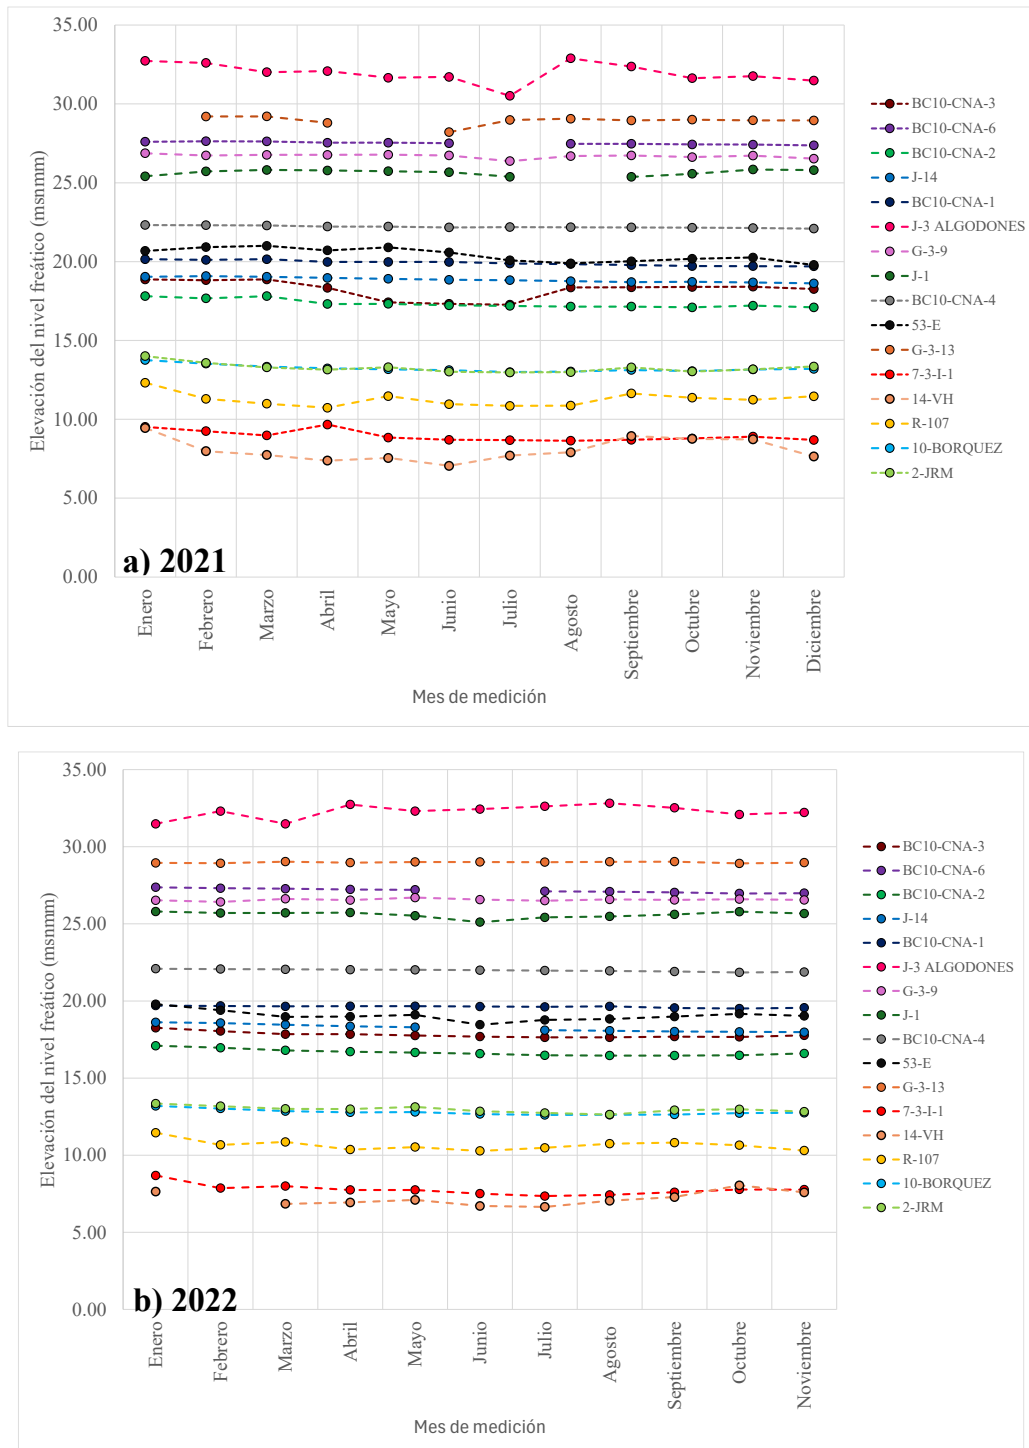 35.00
30.00
25.00
20.00
15.00
10.00
5.00
0.00
Elevación del nivel freático (msnmm)
a) 2021
Enero
Febrero
Marzo
Abril
Mayo
Junio
Julio
Agosto
Septiembre
Octubre
Noviembre
Diciembre
Mes de medición
BC10-CNA-3
BC10-CNA-6
BC10-CNA-2
J-14
BC10-CNA-1
J-3 ALGODONES
G-3-9
J-1
BC10-CNA-4
53-E
G-3-13
7-3-I-1
14-VH
R-107
10-BORQUEZ
2-JRM
35.00
30.00
25.00
20.00
15.00
10.00
5.00
0.00
Elevación del nivel freático (msnmm)
b) 2022
Enero
Febrero
Marzo
Abril
Mayo
Junio
Julio
Agosto
Septiembre
Octubre
Noviembre
Mes de medición
BC10-CNA-3
BC10-CNA-6
BC10-CNA-2
J-14
BC10-CNA-1
J-3 ALGODONES
G-3-9
J-1
BC10-CNA-4
53-E
G-3-13
7-3-I-1
14-VH
R-107
10-BORQUEZ
2-JRM